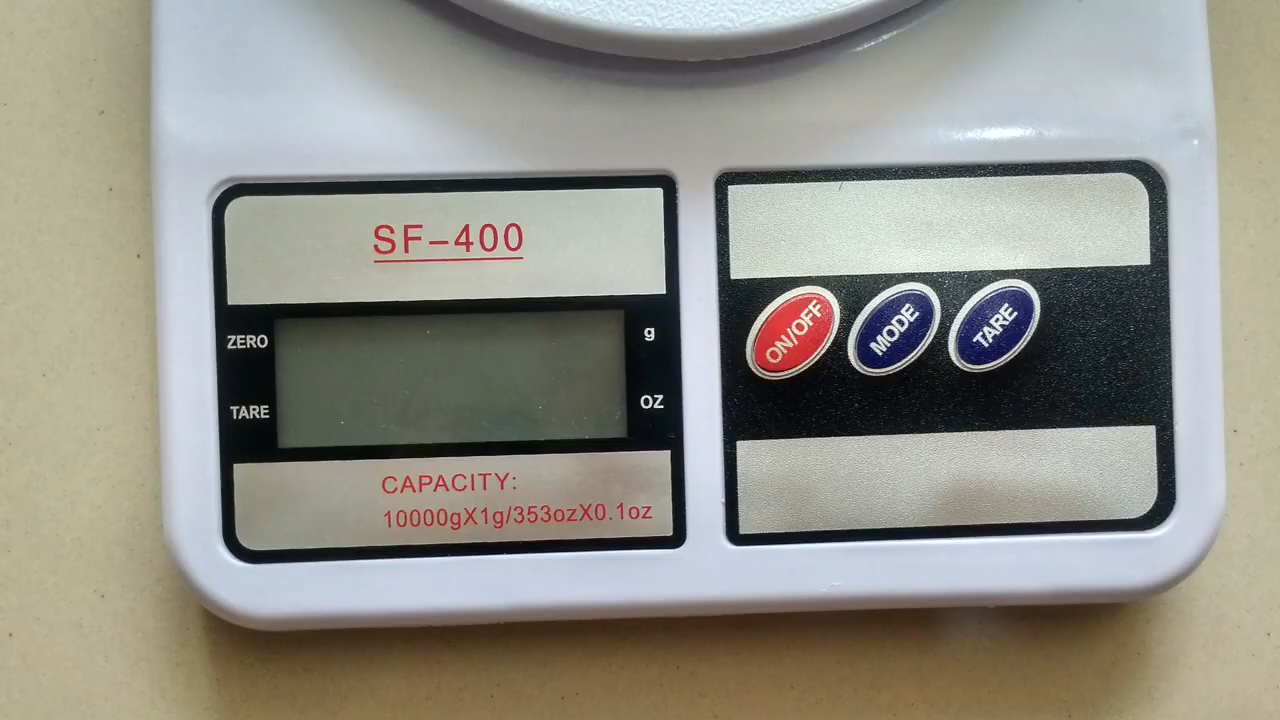 SF-400
ZERO
g
TARE
OZ
CAPACITY:
10000gX1g/353ozX0.1oz
ON/OFF
MODE
TARE